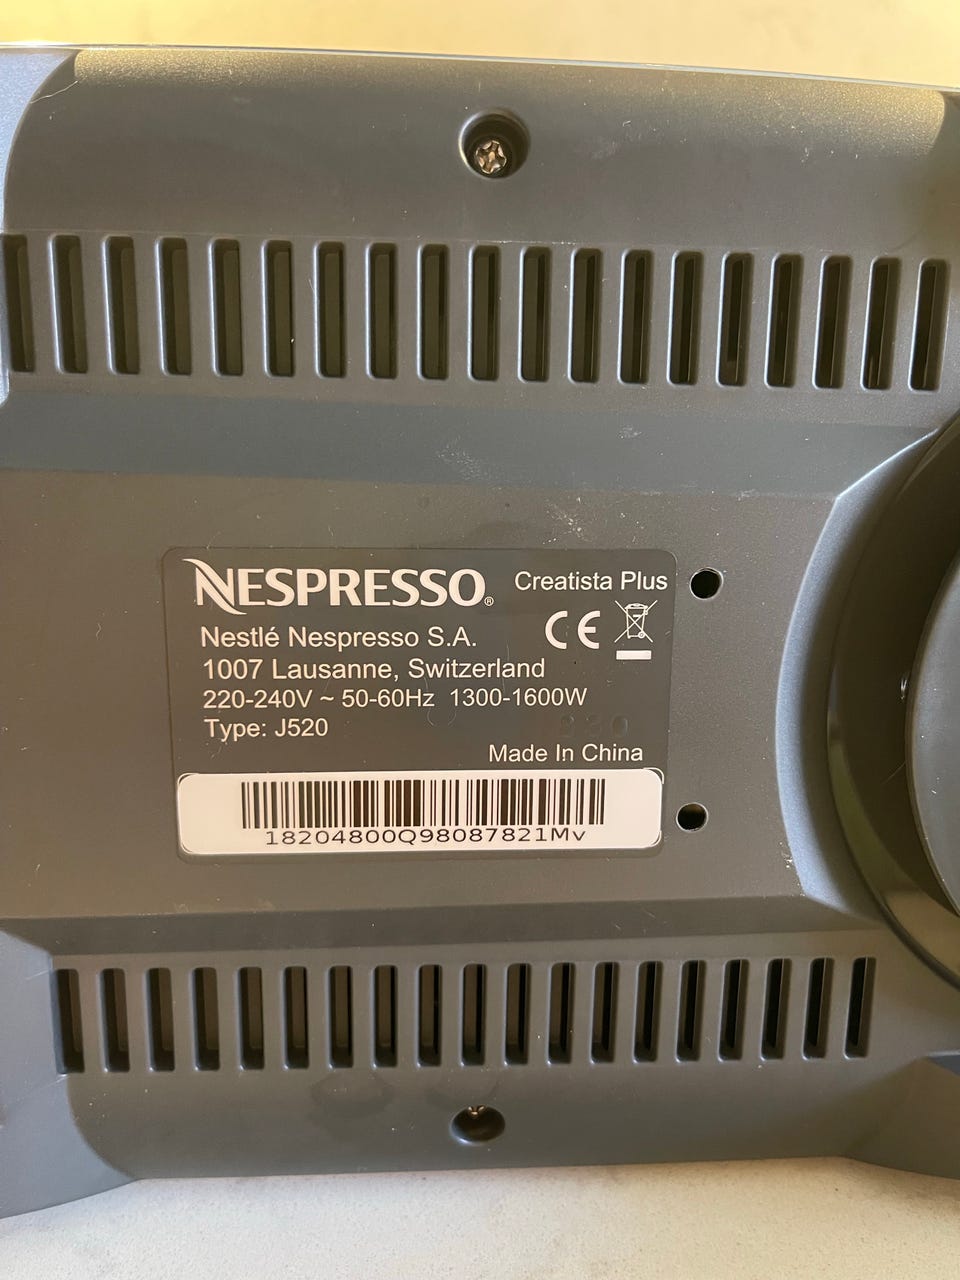 NESPRESSO® Creatista Plus
CE
Nestlé Nespresso S.A.
1007 Lausanne, Switzerland
220-240V ~ 50-60Hz 1300-1600W
Type: J520
Made In China
18204800Q98087821Mv